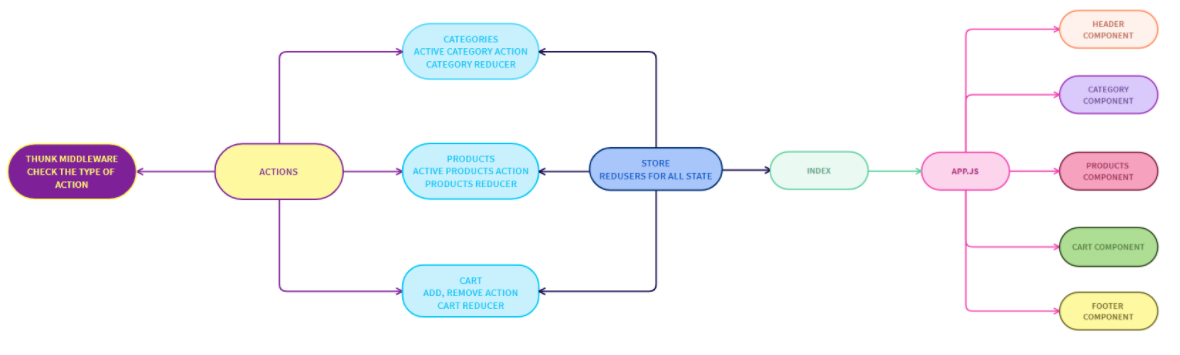 THUNK MIDDLEWARE
CHECK THE TYPE OF
ACTION
ACTIONS
CATEGORIES
ACTIVE CATEGORY ACTION
CATEGORY REDUCER
PRODUCTS
ACTIVE PRODUCTS ACTION
PRODUCTS REDUCER
CART
ADD, REMOVE ACTION
CART REDUCER
STORE
REDUSERS FOR ALL STATE
INDEX
APP.JS
HEADER
COMPONENT
CATEGORY
COMPONENT
PRODUCTS
COMPONENT
CART COMPONENT
FOOTER
COMPONENT